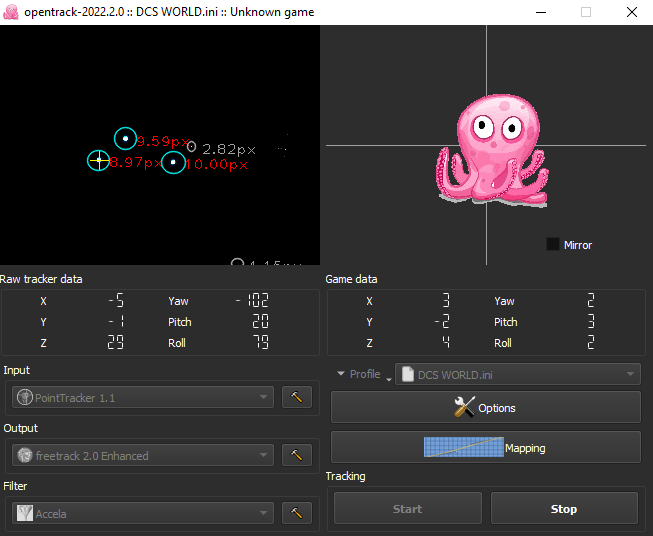 opentrack-2022.2.0 :: DCS WORLD.ini :: Unknown game
9.59px
2.82px
8.97px
10.00px
Mirror
Raw tracker data
X -5 Yaw -102
Y -1 Pitch 20
Z 29 Roll 79
Game data
X 3 Yaw 2
Y -2 Pitch 3
Z 4 Roll 2
Input
PointTracker 1.1
Output
freetrack 2.0 Enhanced
Filter
Accela
Profile DCS WORLD.ini
Options
Mapping
Tracking
Start Stop